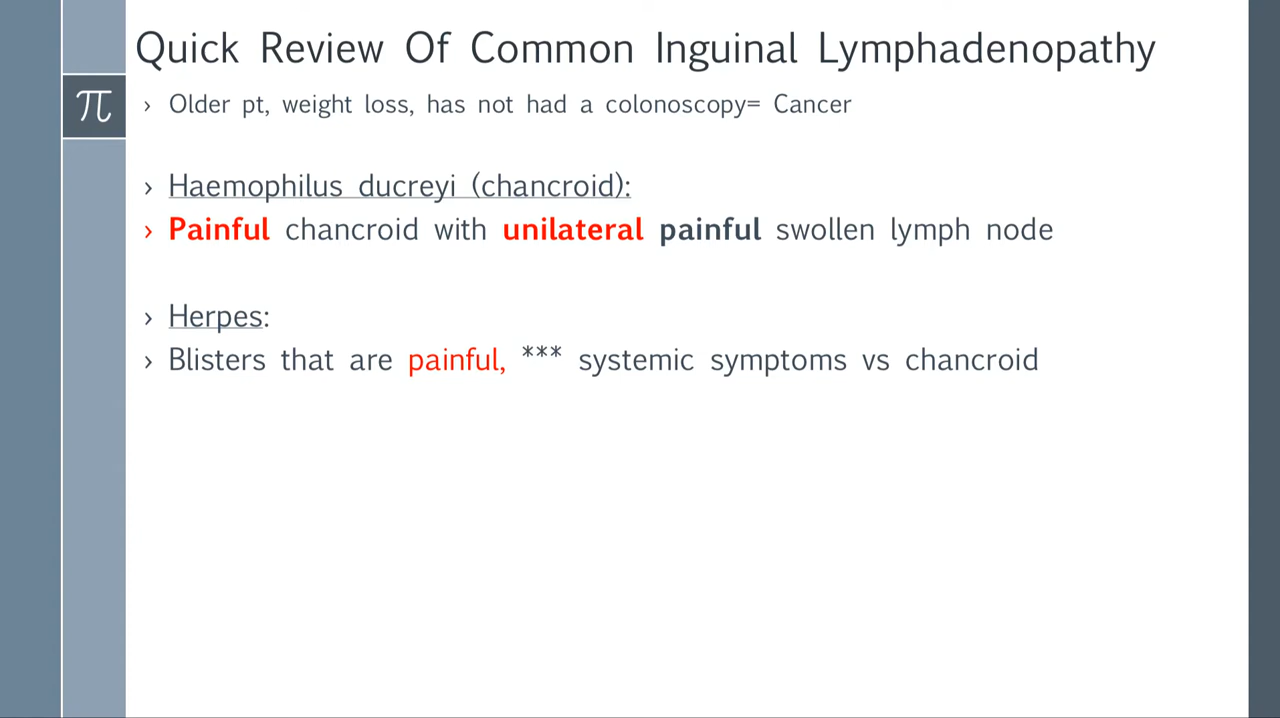 Quick Review Of Common Inguinal Lymphadenopathy
π
› Older pt, weight loss, has not had a colonoscopy= Cancer
› Haemophilus ducreyi (chancroid):
› Painful chancroid with unilateral painful swollen lymph node
› Herpes:
› Blisters that are painful, *** systemic symptoms vs chancroid